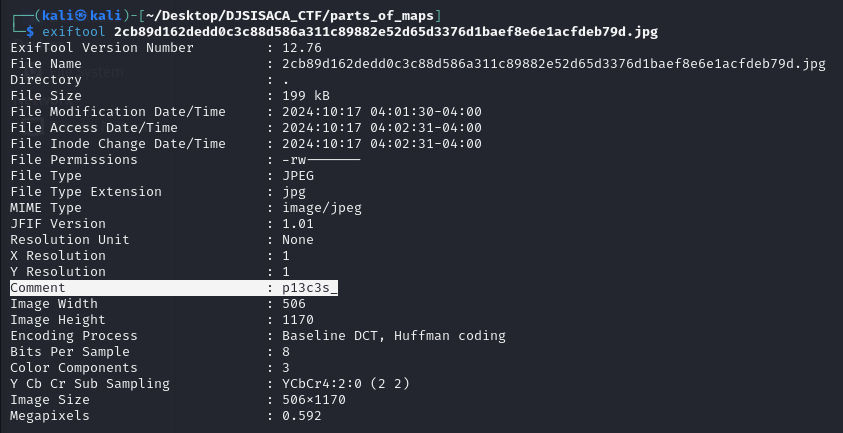 ┌──(kali㉿kali)-[~/Desktop/DJSISACA_CTF/parts_of_maps]
└─$ exiftool 2cb89d162dedd0c3c88d586a311c89882e52d65d3376d1baef8e6e1acfdeb79d.jpg
ExifTool Version Number : 12.76
File Name : 2cb89d162dedd0c3c88d586a311c89882e52d65d3376d1baef8e6e1acfdeb79d.jpg
Directory : .
File Size : 199 kB
File Modification Date/Time : 2024:10:17 04:01:30-04:00
File Access Date/Time : 2024:10:17 04:02:31-04:00
File Inode Change Date/Time : 2024:10:17 04:02:31-04:00
File Permissions : -rw-------
File Type : JPEG
File Type Extension : jpg
MIME Type : image/jpeg
JFIF Version : 1.01
Resolution Unit : None
X Resolution : 1
Y Resolution : 1
Comment : p13c3s_
Image Width : 506
Image Height : 1170
Encoding Process : Baseline DCT, Huffman coding
Bits Per Sample : 8
Color Components : 3
Y Cb Cr Sub Sampling : YCbCr4:2:0 (2 2)
Image Size : 506×1170
Megapixels : 0.592